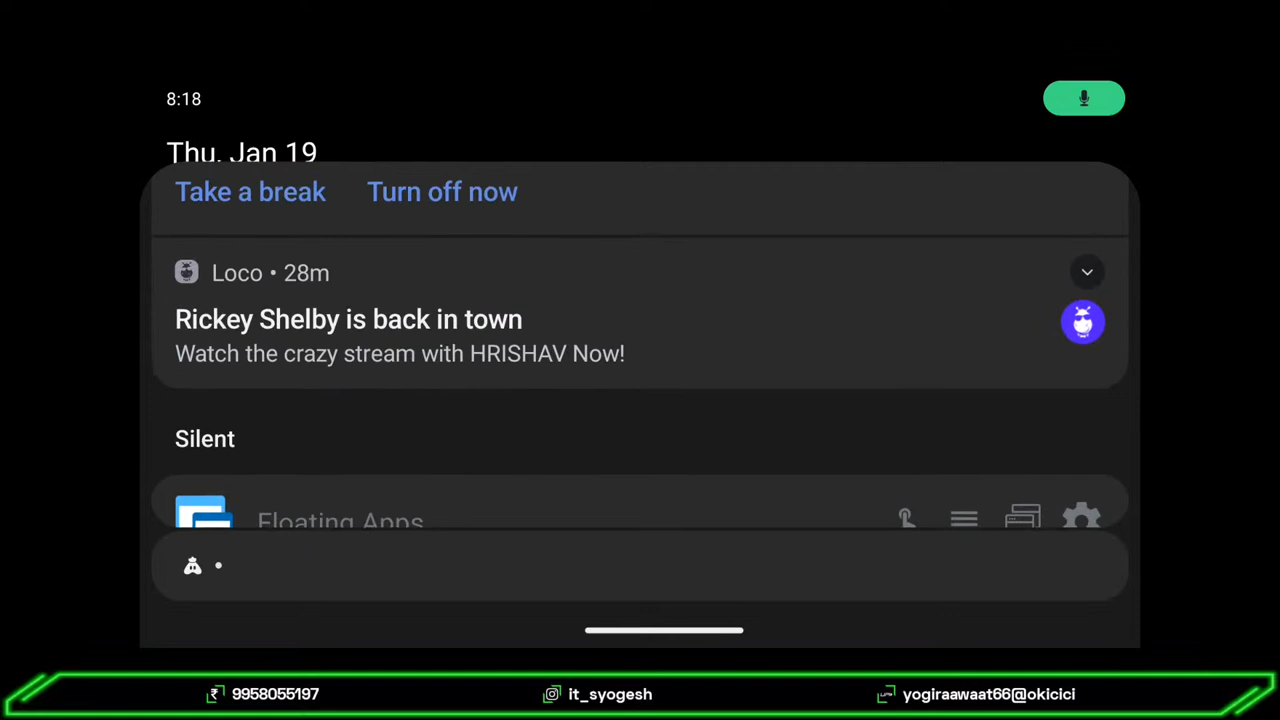 8:18
Thu, Jan 19
Take a break Turn off now
Loco • 28m
Rickey Shelby is back in town
Watch the crazy stream with HRISHAV Now!
Silent
Floating Apps
₹ 9958055197 it_syogesh yogiraawaat66@okicici